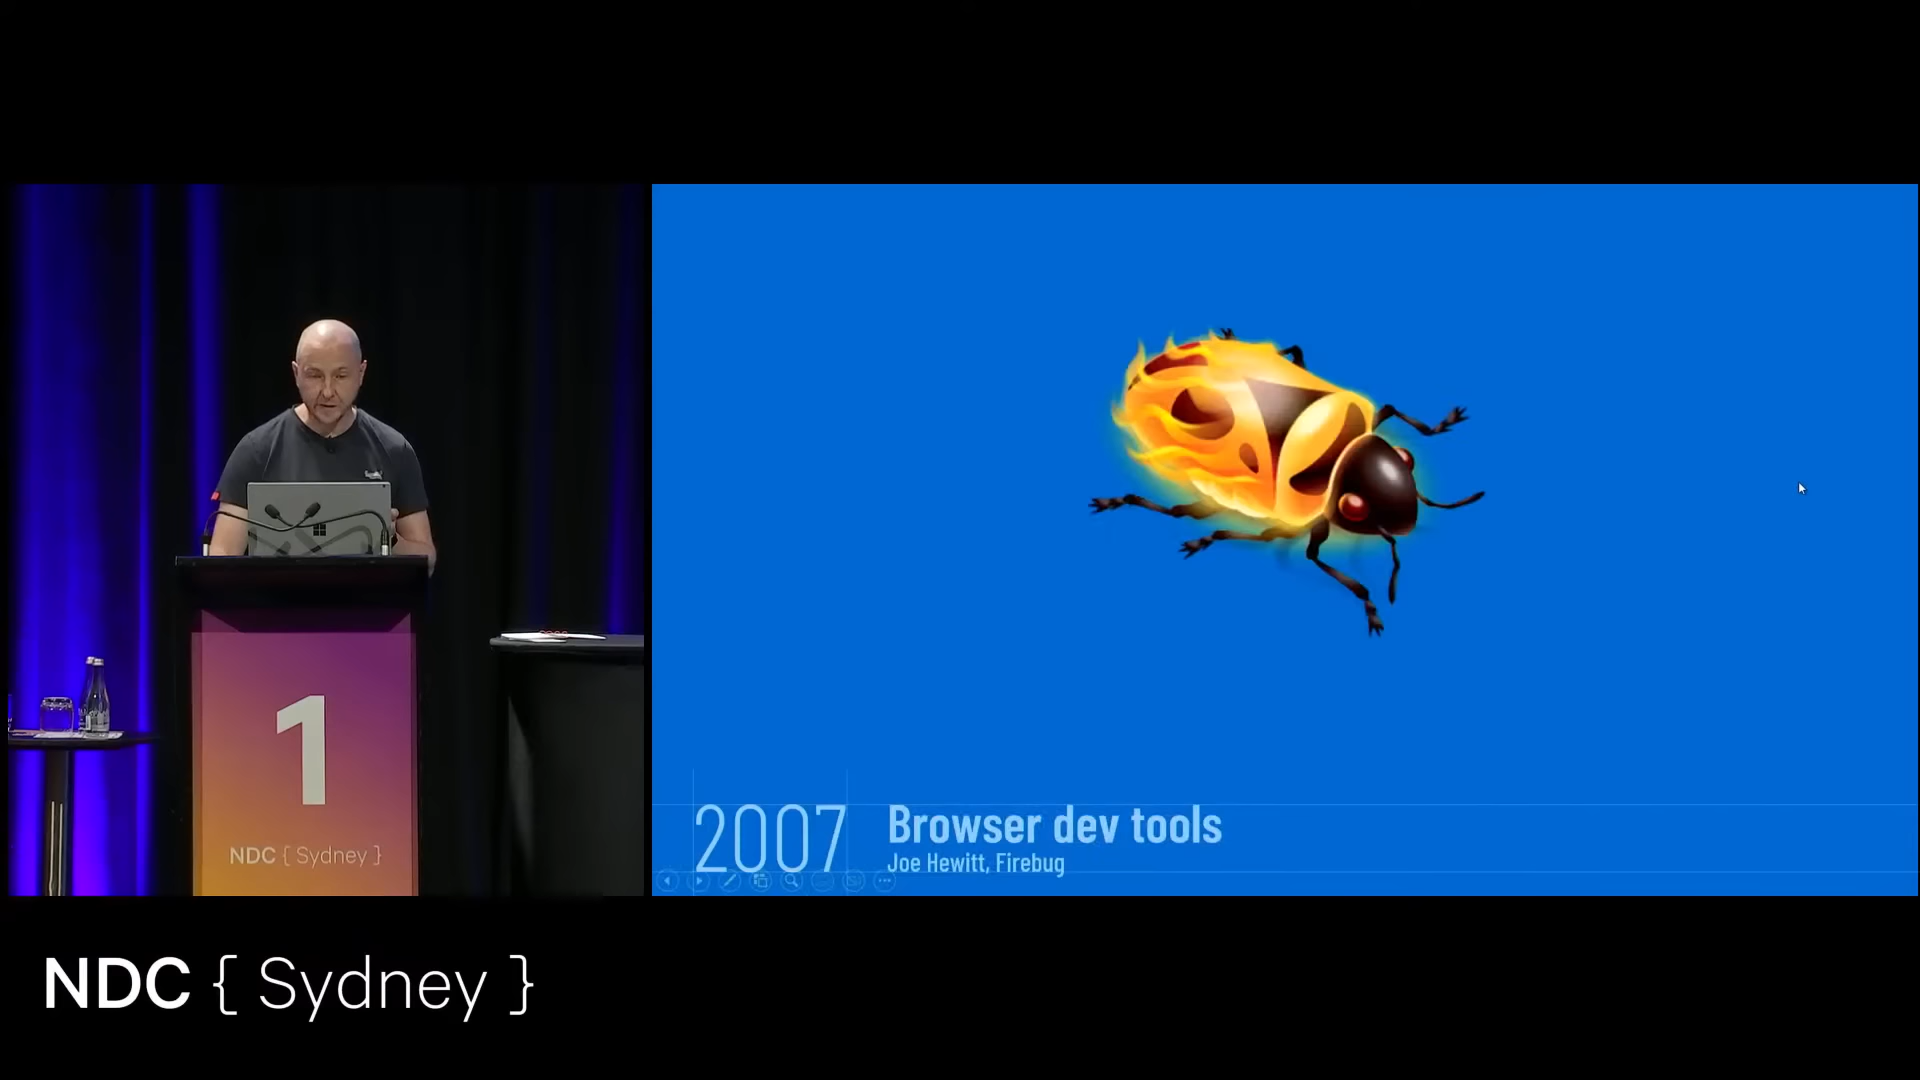 1
NDC { Sydney }
2007
Browser dev tools
Joe Hewitt, Firebug
NDC { Sydney }